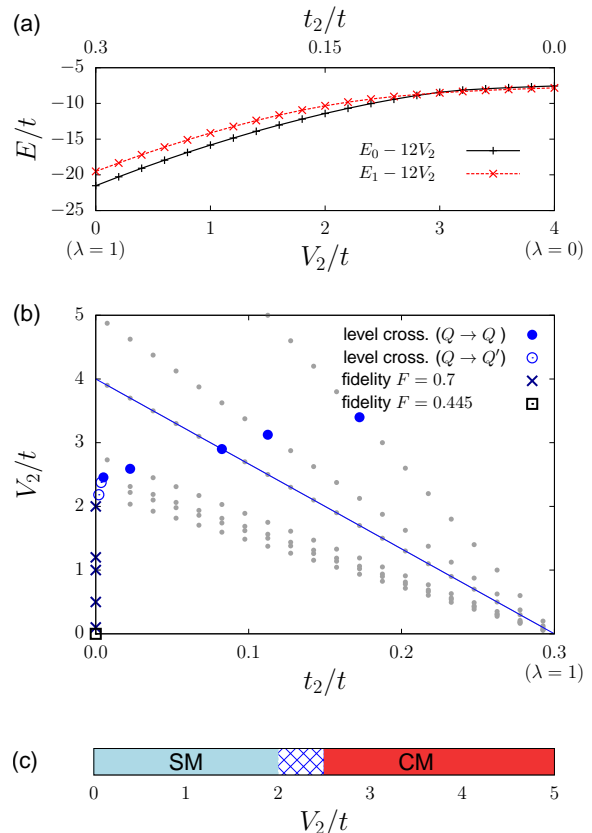 (a)
t₂/t
0.3 0.15 0.0
−5
−10
−15
−20
−25
E/t
E₀ − 12V₂
E₁ − 12V₂
0 1 2 3 4
(λ = 1) (λ = 0)
V₂/t
(b)
5
4
3
2
1
0
V₂/t
level cross. (Q → Q )
level cross. (Q → Q′)
fidelity F = 0.7
fidelity F = 0.445
0.0 0.1 0.2 0.3
(λ = 1)
t₂/t
(c)
SM CM
0 1 2 3 4 5
V₂/t